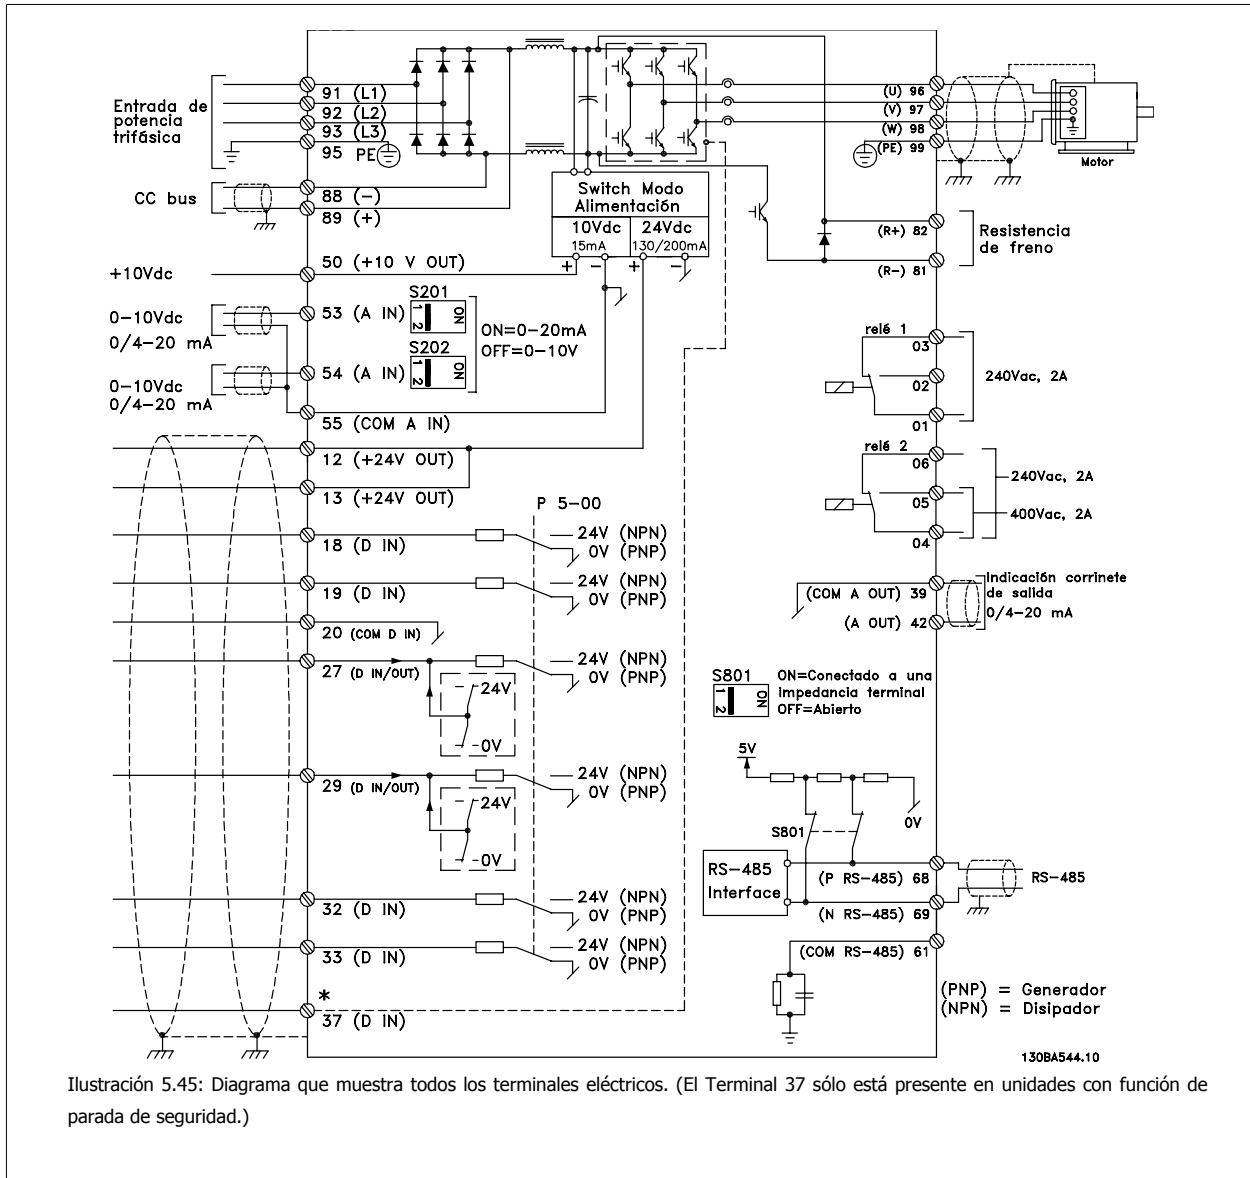 Entrada de
potencia
trifásica
91 (L1)
92 (L2)
93 (L3)
95 PE
CC bus
88 (−)
89 (+)
+10Vdc
50 (+10 V OUT)
0−10Vdc
0/4−20 mA
53 (A IN)
S201
1 2
ON
0−10Vdc
0/4−20 mA
54 (A IN)
S202
1 2
ON
ON=0−20mA
OFF=0−10V
55 (COM A IN)
12 (+24V OUT)
13 (+24V OUT)
P 5−00
18 (D IN)
24V (NPN)
0V (PNP)
19 (D IN)
24V (NPN)
0V (PNP)
20 (COM D IN)
27 (D IN/OUT)
24V (NPN)
0V (PNP)
24V
0V
29 (D IN/OUT)
24V (NPN)
0V (PNP)
24V
0V
32 (D IN)
24V (NPN)
0V (PNP)
33 (D IN)
24V (NPN)
0V (PNP)
*
37 (D IN)
Switch Modo
Alimentación
10Vdc
15mA
24Vdc
130/200mA
+ − + −
(U) 96
(V) 97
(W) 98
(PE) 99
Motor
(R+) 82
(R−) 81
Resistencia
de freno
relé 1
03
02
01
240Vac, 2A
relé 2
06
05
04
240Vac, 2A
400Vac, 2A
(COM A OUT) 39
(A OUT) 42
Indicación corrinete
de salida
0/4−20 mA
S801
1 2
ON
ON=Conectado a una
impedancia terminal
OFF=Abierto
5V
S801
0V
RS−485
Interface
(P RS−485) 68
(N RS−485) 69
RS−485
(COM RS−485) 61
(PNP) = Generador
(NPN) = Disipador
130BA544.10
Ilustración 5.45: Diagrama que muestra todos los terminales eléctricos. (El Terminal 37 sólo está presente en unidades con función de
parada de seguridad.)